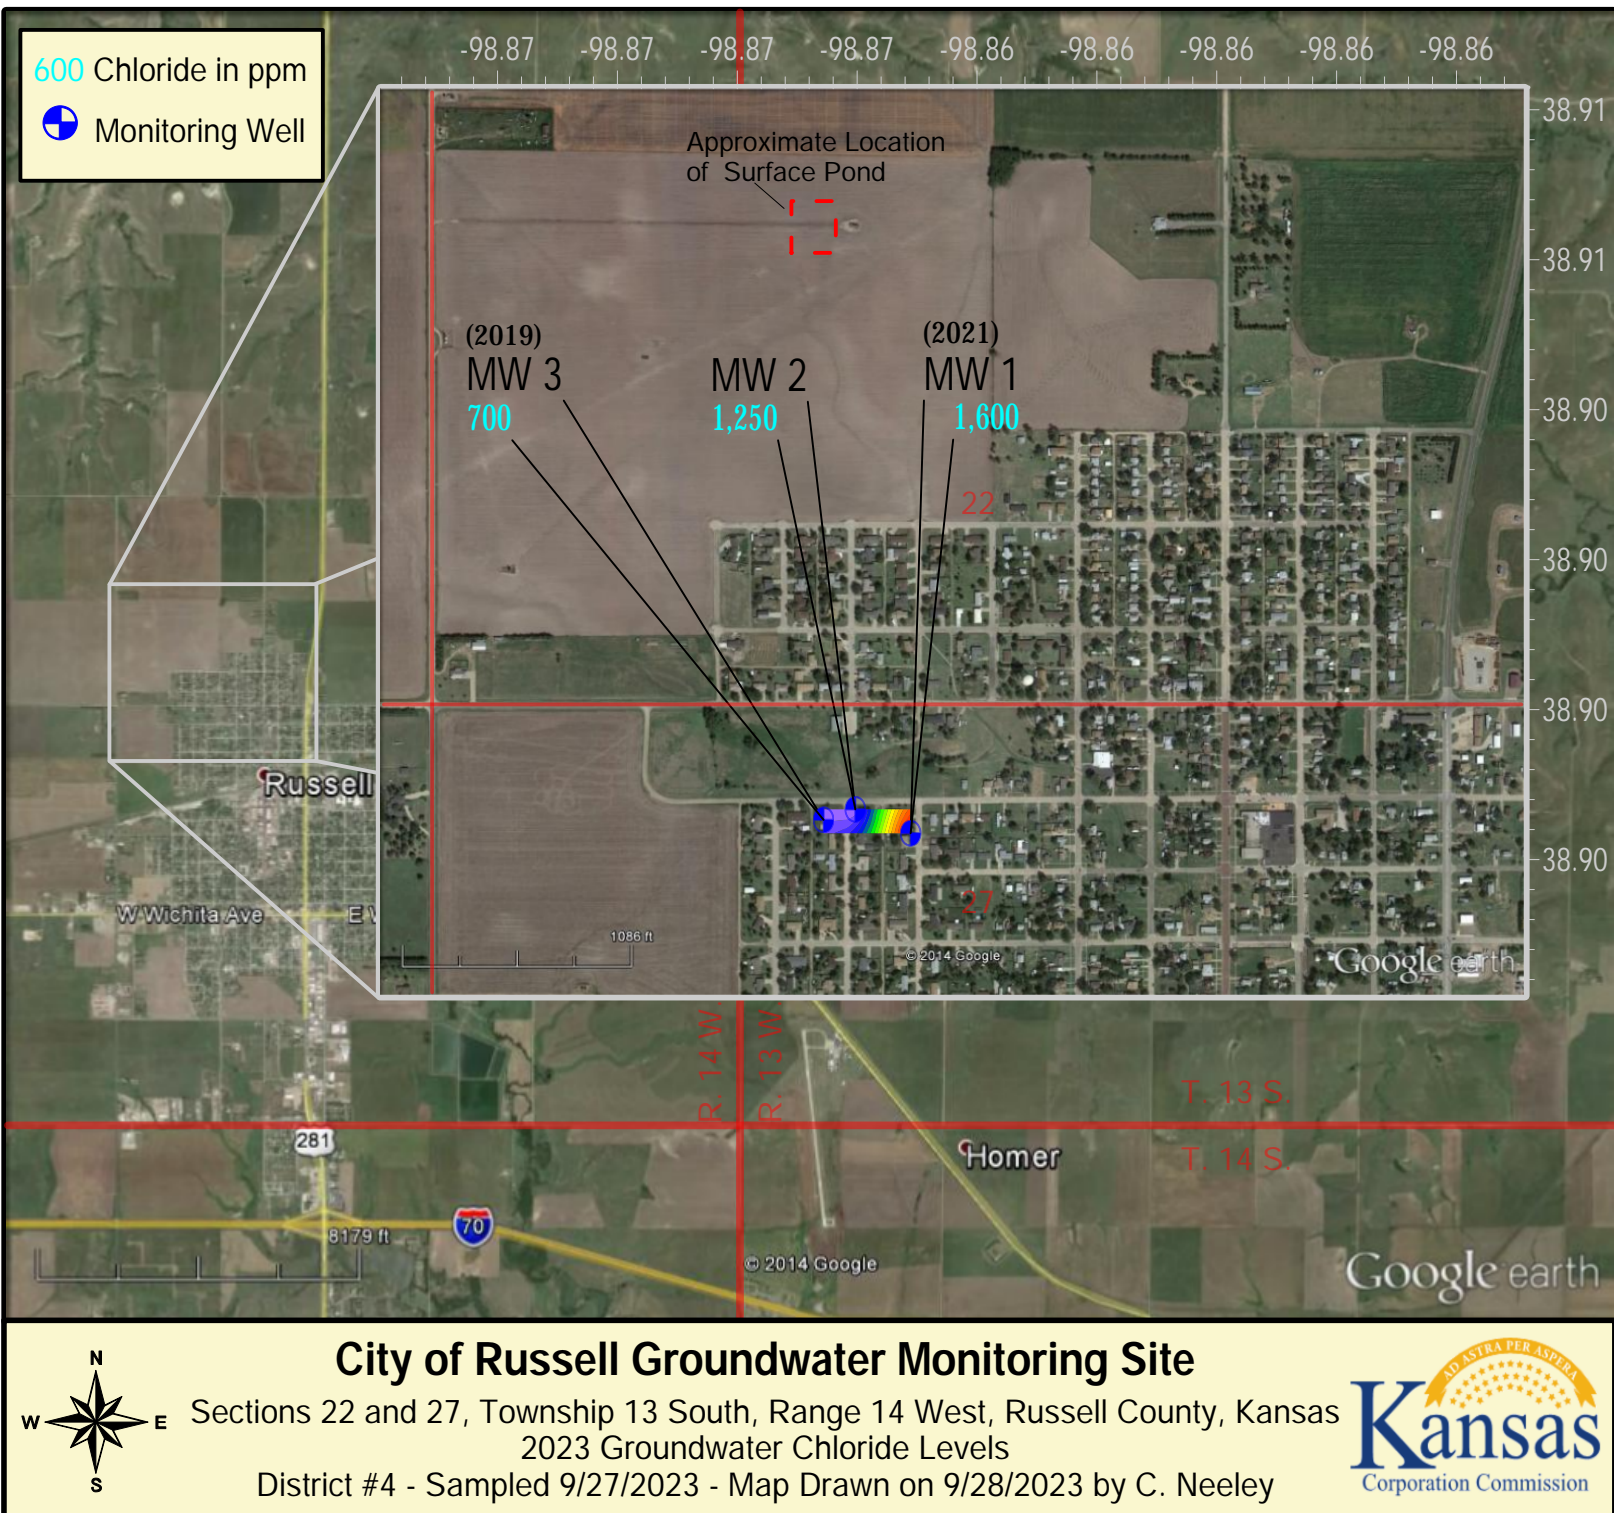 600 Chloride in ppm
Monitoring Well
-98.87 -98.87 -98.87 -98.87 -98.86 -98.86 -98.86 -98.86 -98.86
38.91
38.91
38.90
38.90
38.90
38.90
Approximate Location
of Surface Pond
(2019)
MW 3
700
MW 2
1,250
(2021)
MW 1
1,600
22
27
1086 ft
© 2014 Google
Google earth
Russell
W Wichita Ave
E
R. 14 W.
R. 13 W.
T. 13 S.
T. 14 S.
281
Homer
70
8179 ft
© 2014 Google
Google earth
N
W E
S
City of Russell Groundwater Monitoring Site
Sections 22 and 27, Township 13 South, Range 14 West, Russell County, Kansas
2023 Groundwater Chloride Levels
District #4 - Sampled 9/27/2023 - Map Drawn on 9/28/2023 by C. Neeley
AD ASTRA PER ASPERA
Kansas
Corporation Commission